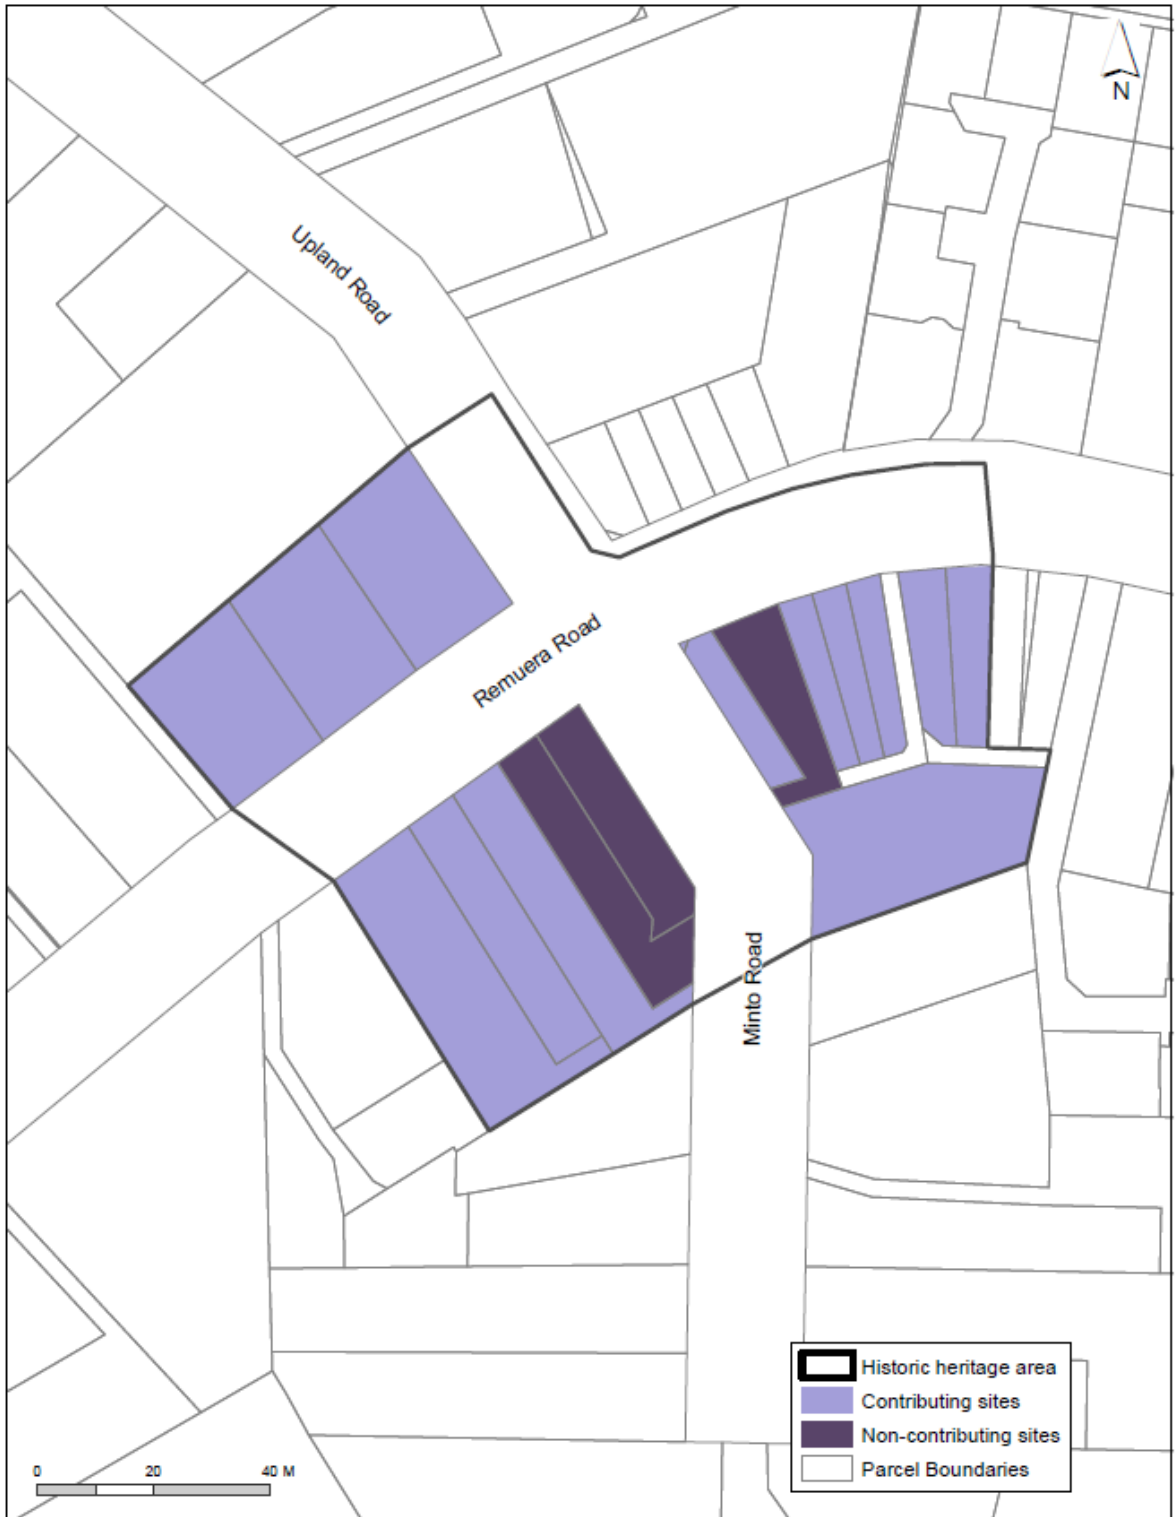 N
Upland Road
Remuera Road
Minto Road
Historic heritage area
Contributing sites
Non-contributing sites
Parcel Boundaries
0 20 40 M